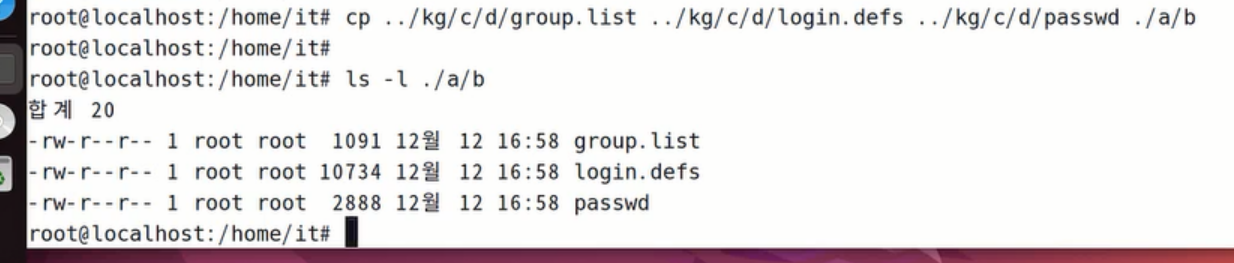 root@localhost:/home/it# cp ../kg/c/d/group.list ../kg/c/d/login.defs ../kg/c/d/passwd ./a/b
root@localhost:/home/it#
root@localhost:/home/it# ls -l ./a/b
합계 20
-rw-r--r-- 1 root root  1091 12월  12 16:58 group.list
-rw-r--r-- 1 root root 10734 12월  12 16:58 login.defs
-rw-r--r-- 1 root root  2888 12월  12 16:58 passwd
root@localhost:/home/it#